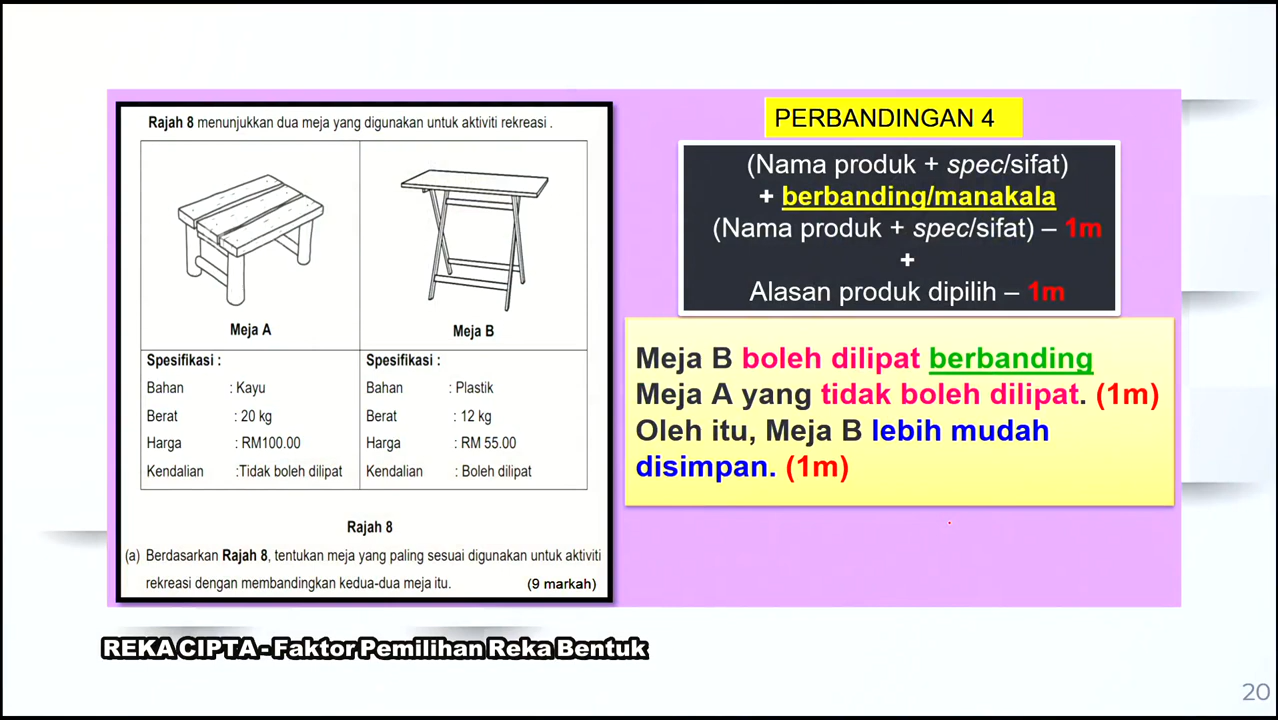 Rajah 8 menunjukkan dua meja yang digunakan untuk aktiviti rekreasi .
Meja A
Meja B
Spesifikasi :
Bahan : Kayu
Berat : 20 kg
Harga : RM100.00
Kendalian :Tidak boleh dilipat
Spesifikasi :
Bahan : Plastik
Berat : 12 kg
Harga : RM 55.00
Kendalian : Boleh dilipat
Rajah 8
(a) Berdasarkan Rajah 8, tentukan meja yang paling sesuai digunakan untuk aktiviti
rekreasi dengan membandingkan kedua-dua meja itu. (9 markah)
PERBANDINGAN 4
(Nama produk + spec/sifat)
+ berbanding/manakala
(Nama produk + spec/sifat) – 1m
+
Alasan produk dipilih – 1m
Meja B boleh dilipat berbanding
Meja A yang tidak boleh dilipat. (1m)
Oleh itu, Meja B lebih mudah
disimpan. (1m)
REKA CIPTA - Faktor Pemilihan Reka Bentuk
20